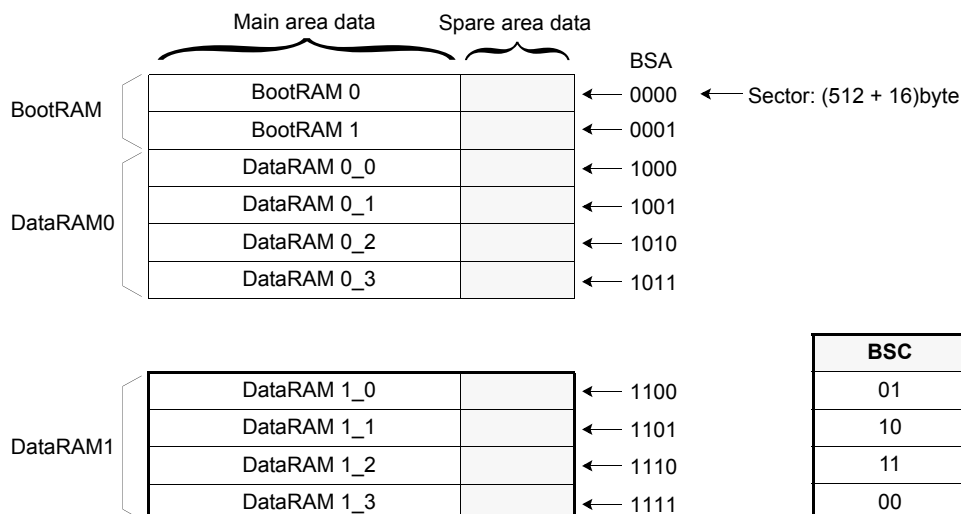 Main area data Spare area data
BSA
BootRAM
BootRAM 0 0000 Sector: (512 + 16)byte
BootRAM 1 0001
DataRAM0
DataRAM 0_0 1000
DataRAM 0_1 1001
DataRAM 0_2 1010
DataRAM 0_3 1011
BSC
DataRAM1
DataRAM 1_0 1100 01
DataRAM 1_1 1101 10
DataRAM 1_2 1110 11
DataRAM 1_3 1111 00